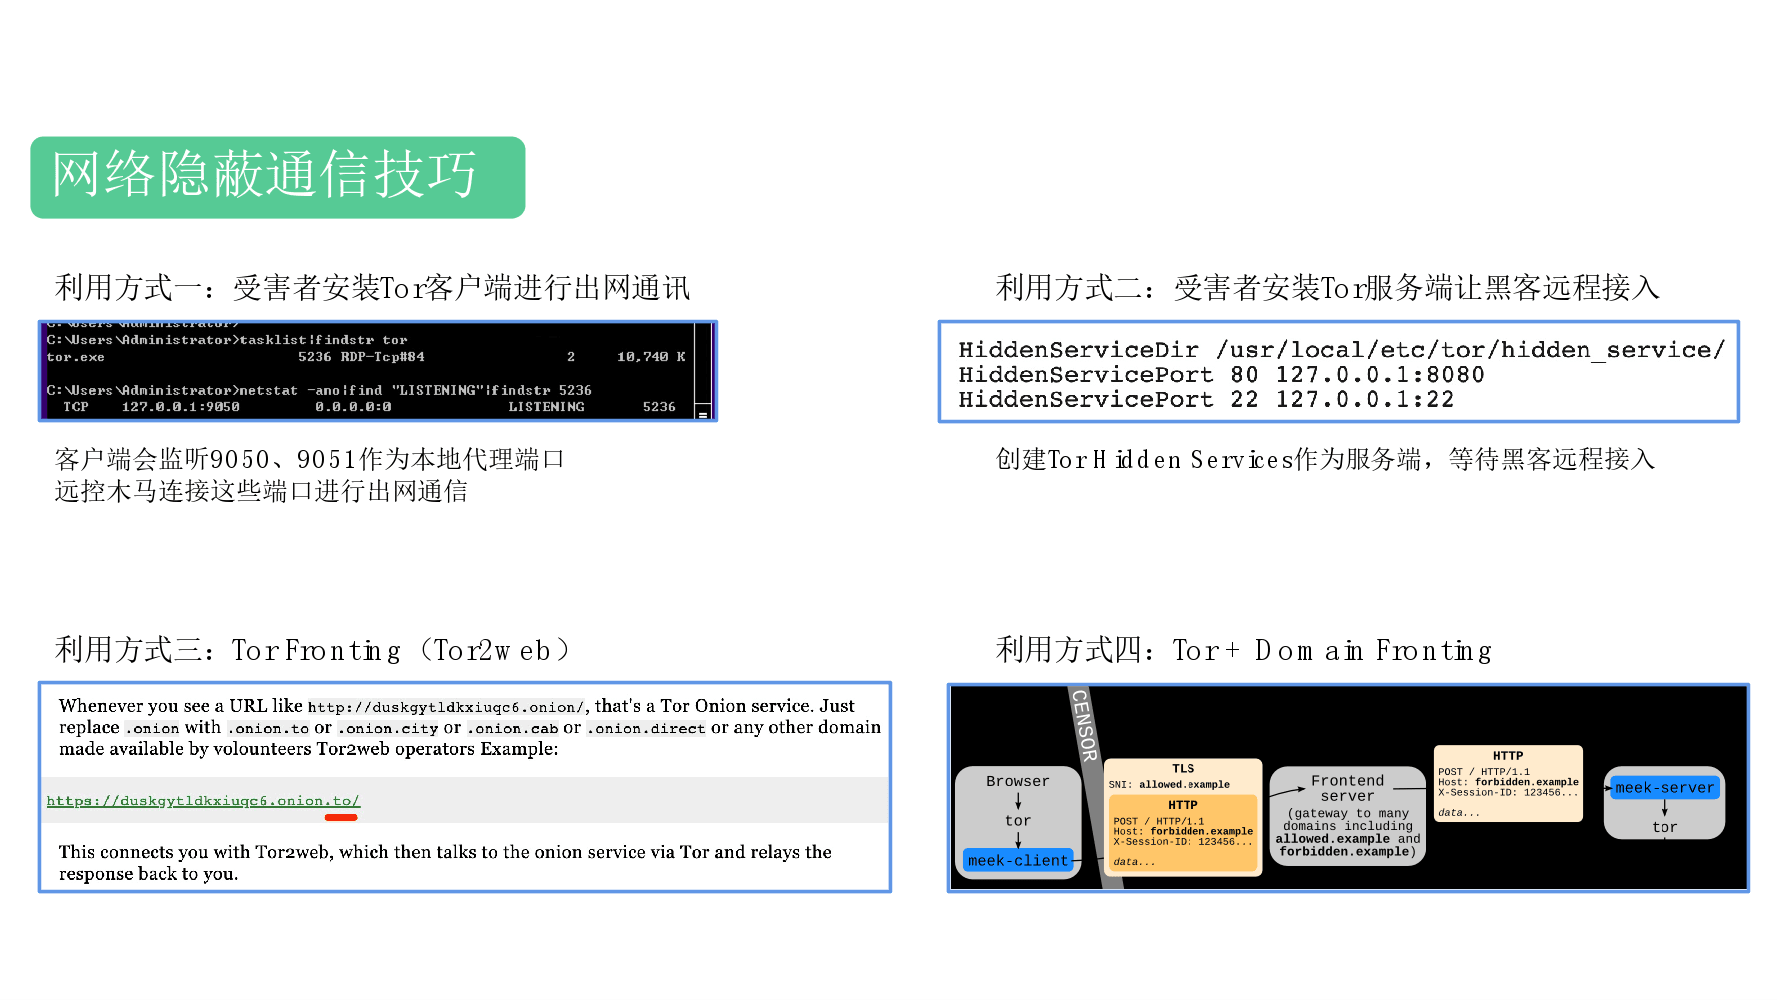 网络隐蔽通信技巧
利用方式一：受害者安装Tor客户端进行出网通讯
C:\Users\Administrator>
C:\Users\Administrator>tasklist|findstr tor
tor.exe 5236 RDP-Tcp#84 2 10,740 K
C:\Users\Administrator>netstat -ano|find "LISTENING"|findstr 5236
TCP 127.0.0.1:9050 0.0.0.0:0 LISTENING 5236
客户端会监听9050、9051作为本地代理端口
远控木马连接这些端口进行出网通信
利用方式二：受害者安装Tor服务端让黑客远程接入
HiddenServiceDir /usr/local/etc/tor/hidden_service/
HiddenServicePort 80 127.0.0.1:8080
HiddenServicePort 22 127.0.0.1:22
创建Tor Hidden Services作为服务端，等待黑客远程接入
利用方式三：Tor Fronting（Tor2web）
Whenever you see a URL like http://duskgytldkxiuqc6.onion/, that's a Tor Onion service. Just
replace .onion with .onion.to or .onion.city or .onion.cab or .onion.direct or any other domain
made available by volounteers Tor2web operators Example:
https://duskgytldkxiuqc6.onion.to/
This connects you with Tor2web, which then talks to the onion service via Tor and relays the
response back to you.
利用方式四：Tor + Domain Fronting
CENSOR
Browser
tor
meek-client
TLS
SNI: allowed.example
HTTP
POST / HTTP/1.1
Host: forbidden.example
X-Session-ID: 123456...
data...
Frontend
server
(gateway to many
domains including
allowed.example and
forbidden.example)
HTTP
POST / HTTP/1.1
Host: forbidden.example
X-Session-ID: 123456...
data...
meek-server
tor